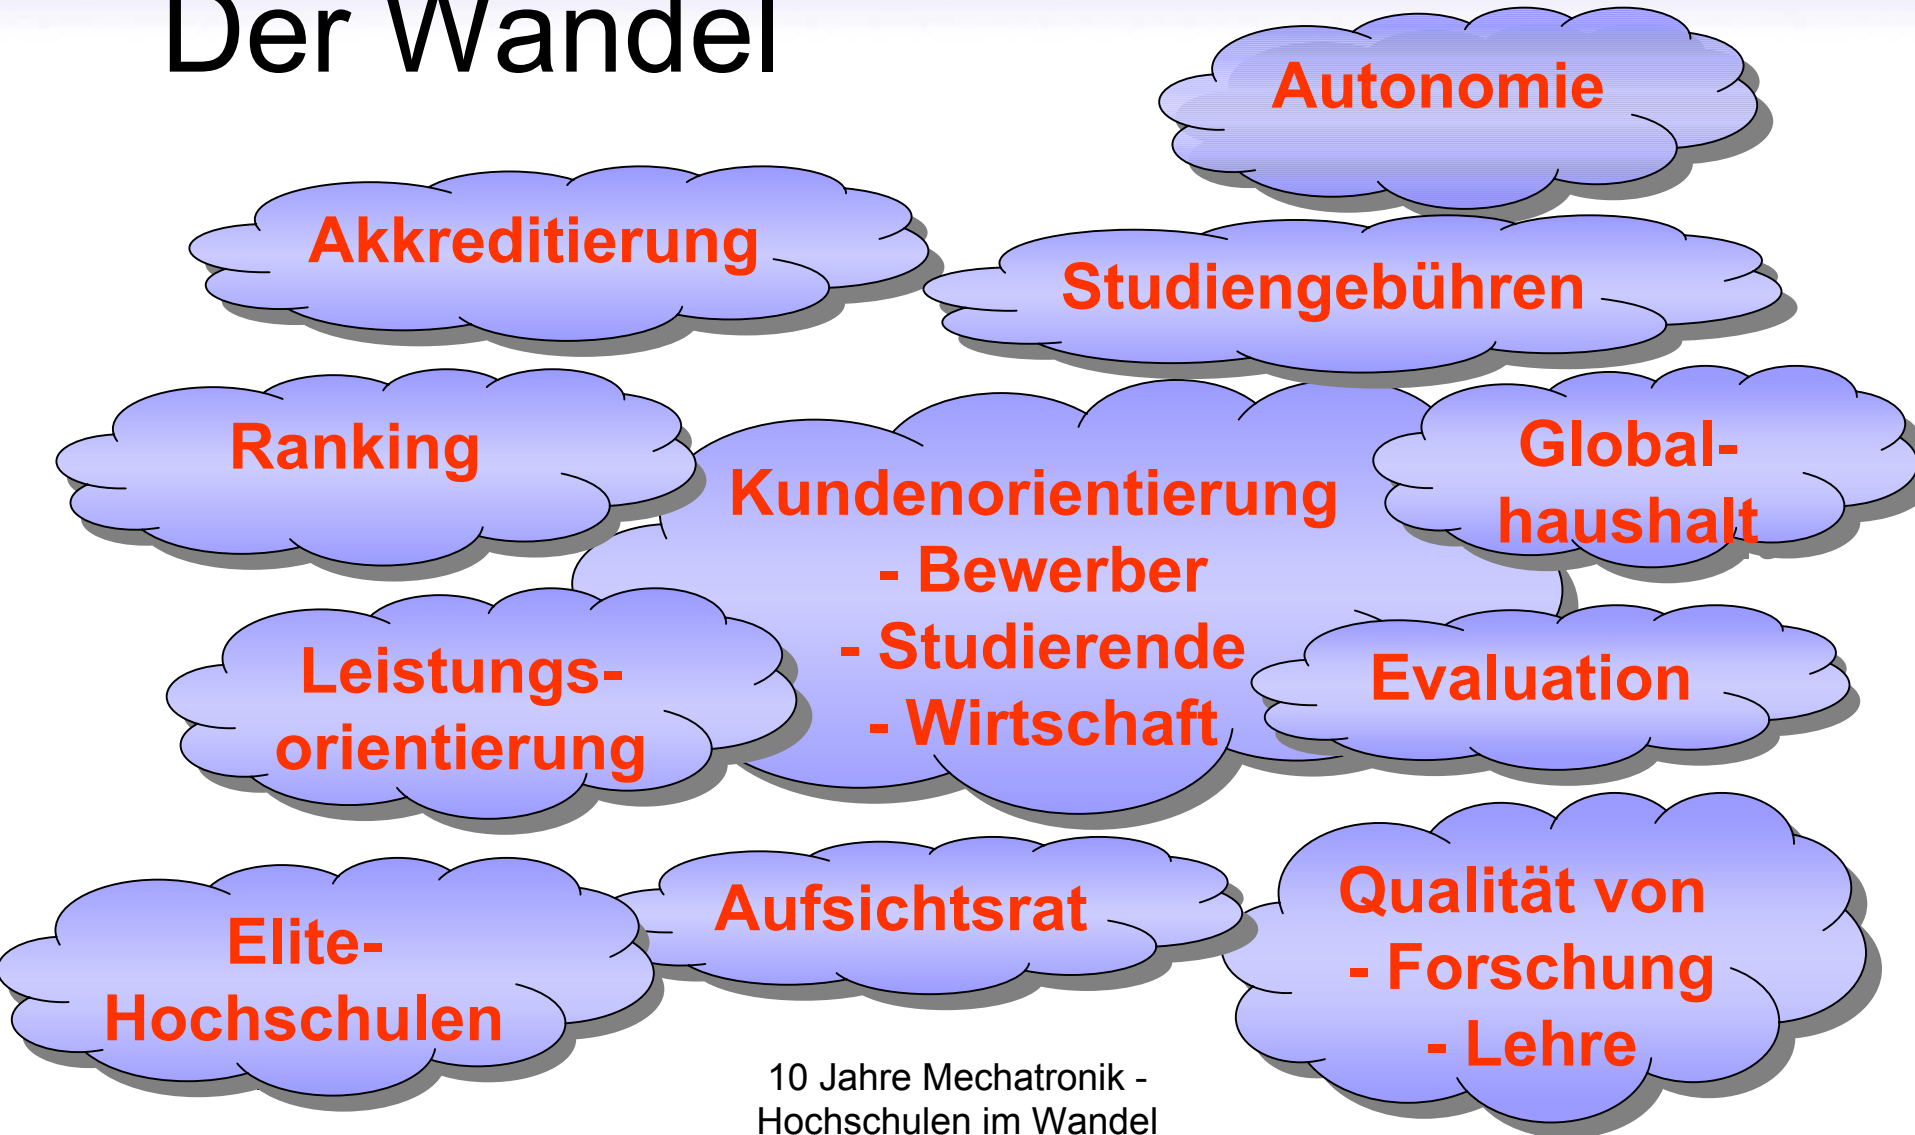 Der Wandel
Autonomie
Akkreditierung
Studiengebühren
Ranking
Kundenorientierung
- Bewerber
- Studierende
- Wirtschaft
Global-
haushalt
Leistungs-
orientierung
Evaluation
Elite-
Hochschulen
Aufsichtsrat
Qualität von
- Forschung
- Lehre
10 Jahre Mechatronik -
Hochschulen im Wandel